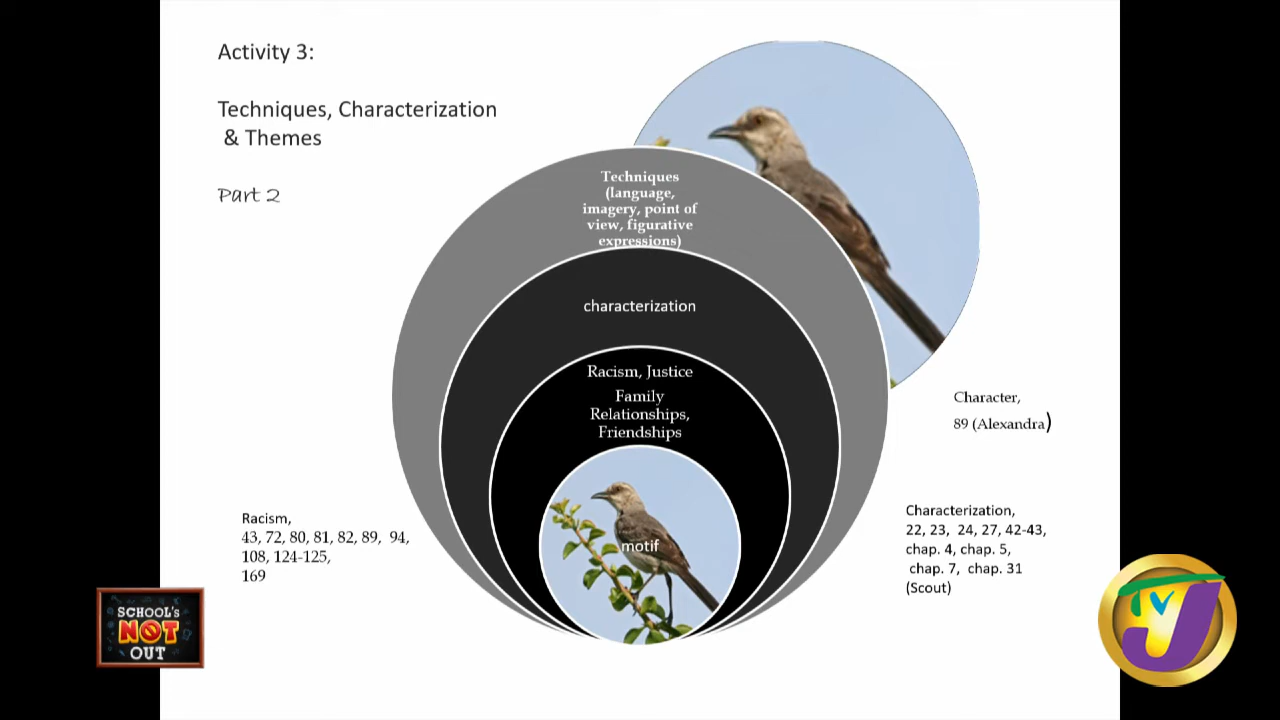 Activity 3:
Techniques, Characterization
& Themes
Part 2
Techniques
(language,
imagery, point of
view, figurative
expressions)
characterization
Racism, Justice
Family
Relationships,
Friendships
motif
Character,
89 (Alexandra)
Racism,
43, 72, 80, 81, 82, 89, 94,
108, 124-125,
169
Characterization,
22, 23, 24, 27, 42-43,
chap. 4, chap. 5,
chap. 7, chap. 31
(Scout)
SCHOOL's
NOT
OUT
TVJ